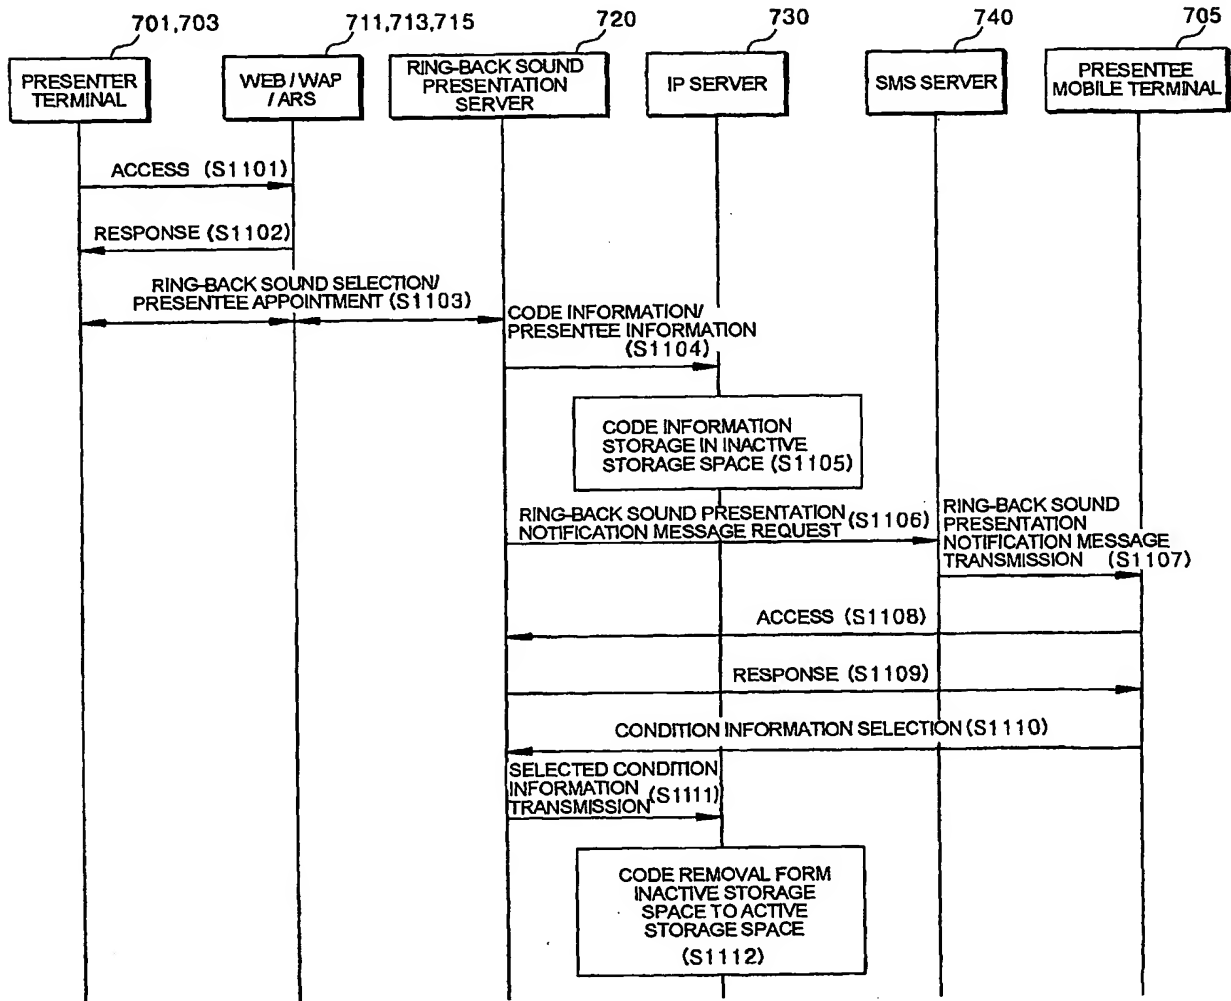 701,703
711,713,715
720
730
740
705
PRESENTER
TERMINAL
WEB / WAP
/ ARS
RING-BACK SOUND
PRESENTATION
SERVER
IP SERVER
SMS SERVER
PRESENTEE
MOBILE TERMINAL
ACCESS (S1101)
RESPONSE (S1102)
RING-BACK SOUND SELECTION/
PRESENTEE APPOINTMENT (S1103)
CODE INFORMATION/
PRESENTEE INFORMATION
(S1104)
CODE INFORMATION
STORAGE IN INACTIVE
STORAGE SPACE (S1105)
RING-BACK SOUND PRESENTATION
NOTIFICATION MESSAGE REQUEST (S1106)
RING-BACK SOUND
PRESENTATION
NOTIFICATION MESSAGE
TRANSMISSION (S1107)
ACCESS (S1108)
RESPONSE (S1109)
CONDITION INFORMATION SELECTION (S1110)
SELECTED CONDITION
INFORMATION
TRANSMISSION (S1111)
CODE REMOVAL FORM
INACTIVE STORAGE
SPACE TO ACTIVE
STORAGE SPACE
(S1112)